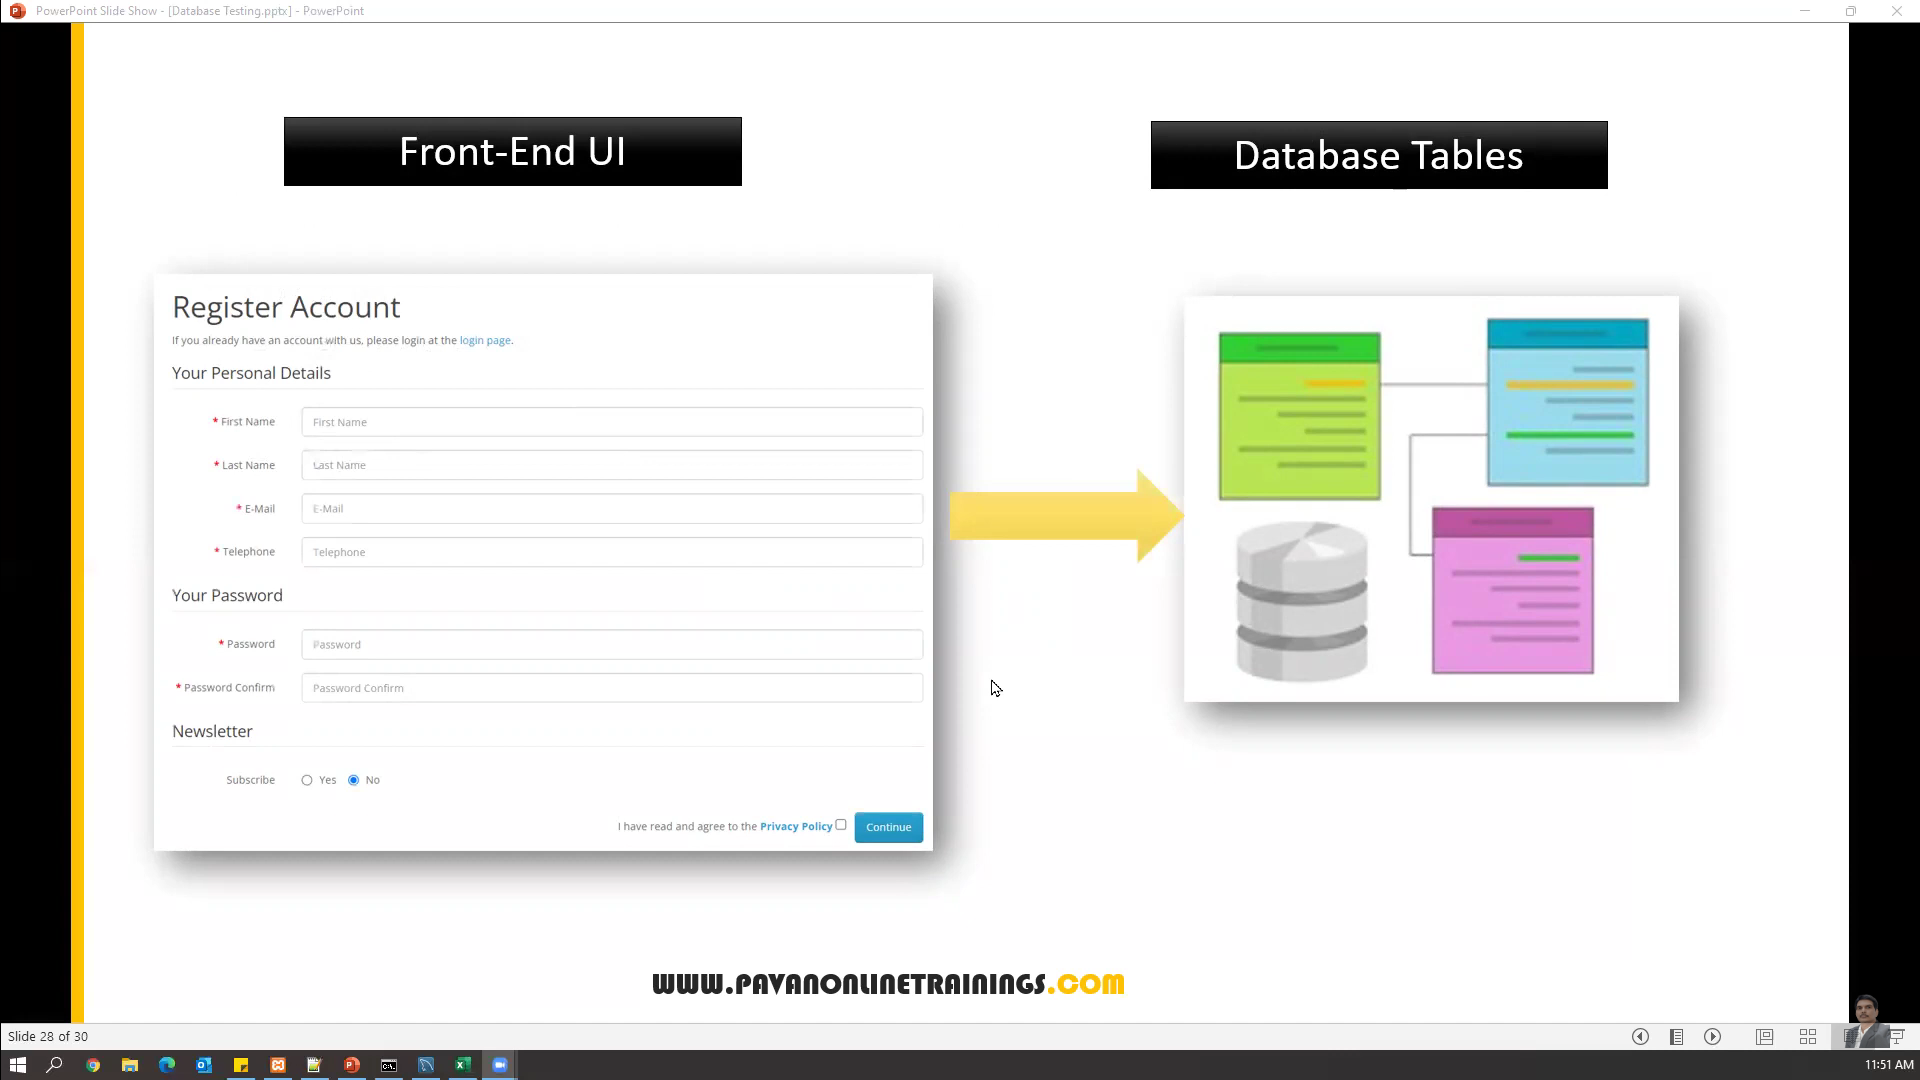 PowerPoint Slide Show - [Database Testing.pptx] - PowerPoint
Front-End UI
Database Tables
Register Account
If you already have an account with us, please login at the login page.
Your Personal Details
* First Name
First Name
* Last Name
Last Name
* E-Mail
E-Mail
* Telephone
Telephone
Your Password
* Password
Password
* Password Confirm
Password Confirm
Newsletter
Subscribe Yes No
I have read and agree to the Privacy Policy
Continue
WWW.PAVANONLINETRAININGS.COM
Slide 28 of 30
11:51 AM